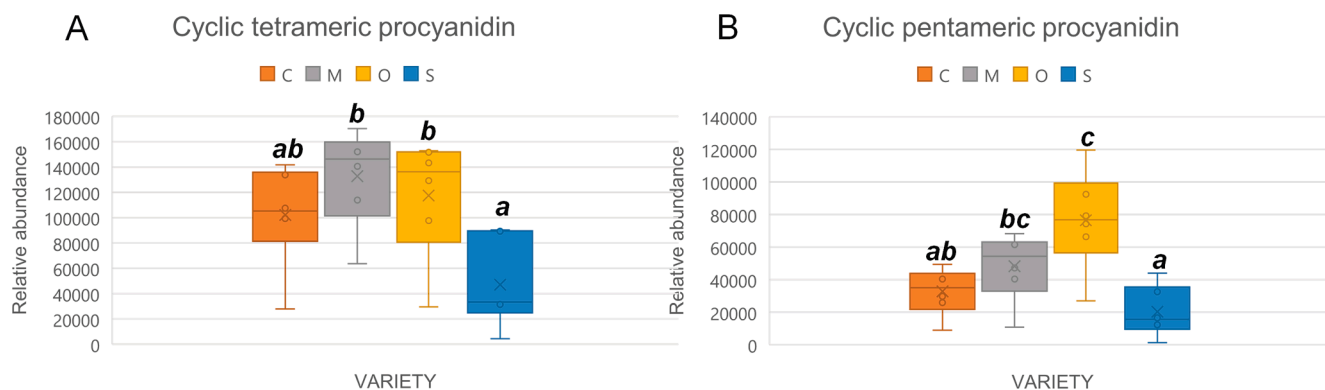 A Cyclic tetrameric procyanidin
C M O S
Relative abundance
180000
160000
140000
120000
100000
80000
60000
40000
20000
0
ab
b
b
a
VARIETY
B Cyclic pentameric procyanidin
C M O S
Relative abundance
140000
120000
100000
80000
60000
40000
20000
0
ab
bc
c
a
VARIETY